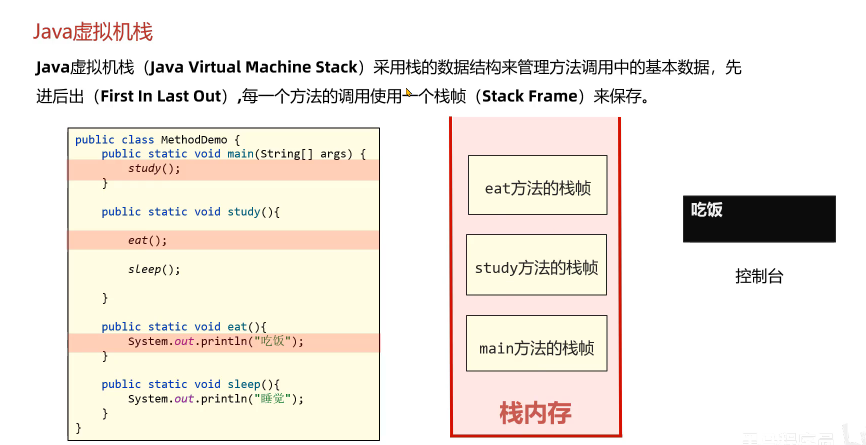 Java虚拟机栈
Java虚拟机栈（Java Virtual Machine Stack）采用栈的数据结构来管理方法调用中的基本数据，先
进后出（First In Last Out）,每一个方法的调用使用一个栈帧（Stack Frame）来保存。
public class MethodDemo {
public static void main(String[] args) {
study();
}
public static void study(){
eat();
sleep();
}
public static void eat(){
System.out.println("吃饭");
}
public static void sleep(){
System.out.println("睡觉");
}
}
eat方法的栈帧
study方法的栈帧
main方法的栈帧
栈内存
吃饭
控制台